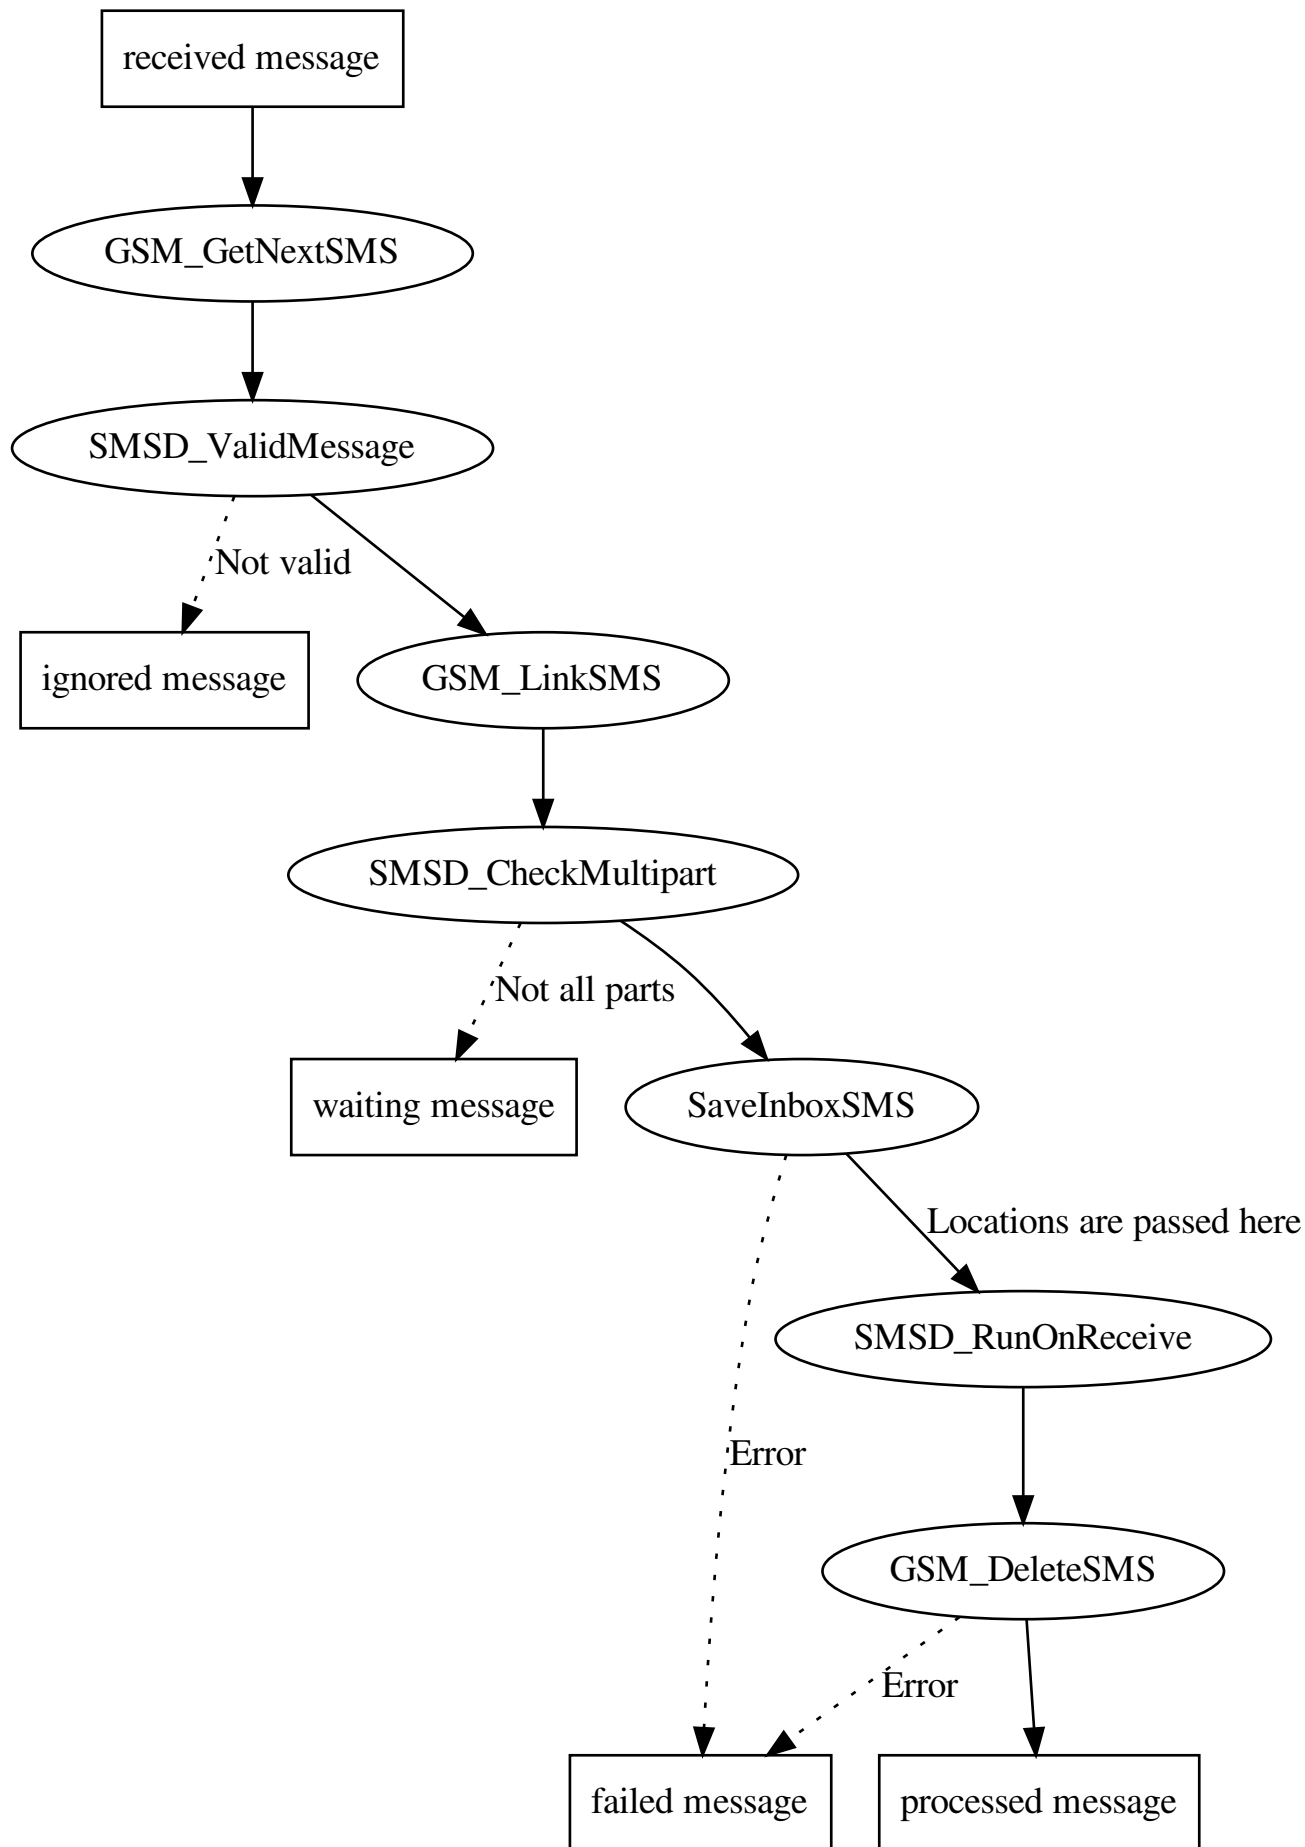 received message
GSM_GetNextSMS
SMSD_ValidMessage
Not valid
ignored message
GSM_LinkSMS
SMSD_CheckMultipart
Not all parts
waiting message
SaveInboxSMS
Locations are passed here
SMSD_RunOnReceive
Error
GSM_DeleteSMS
Error
failed message
processed message